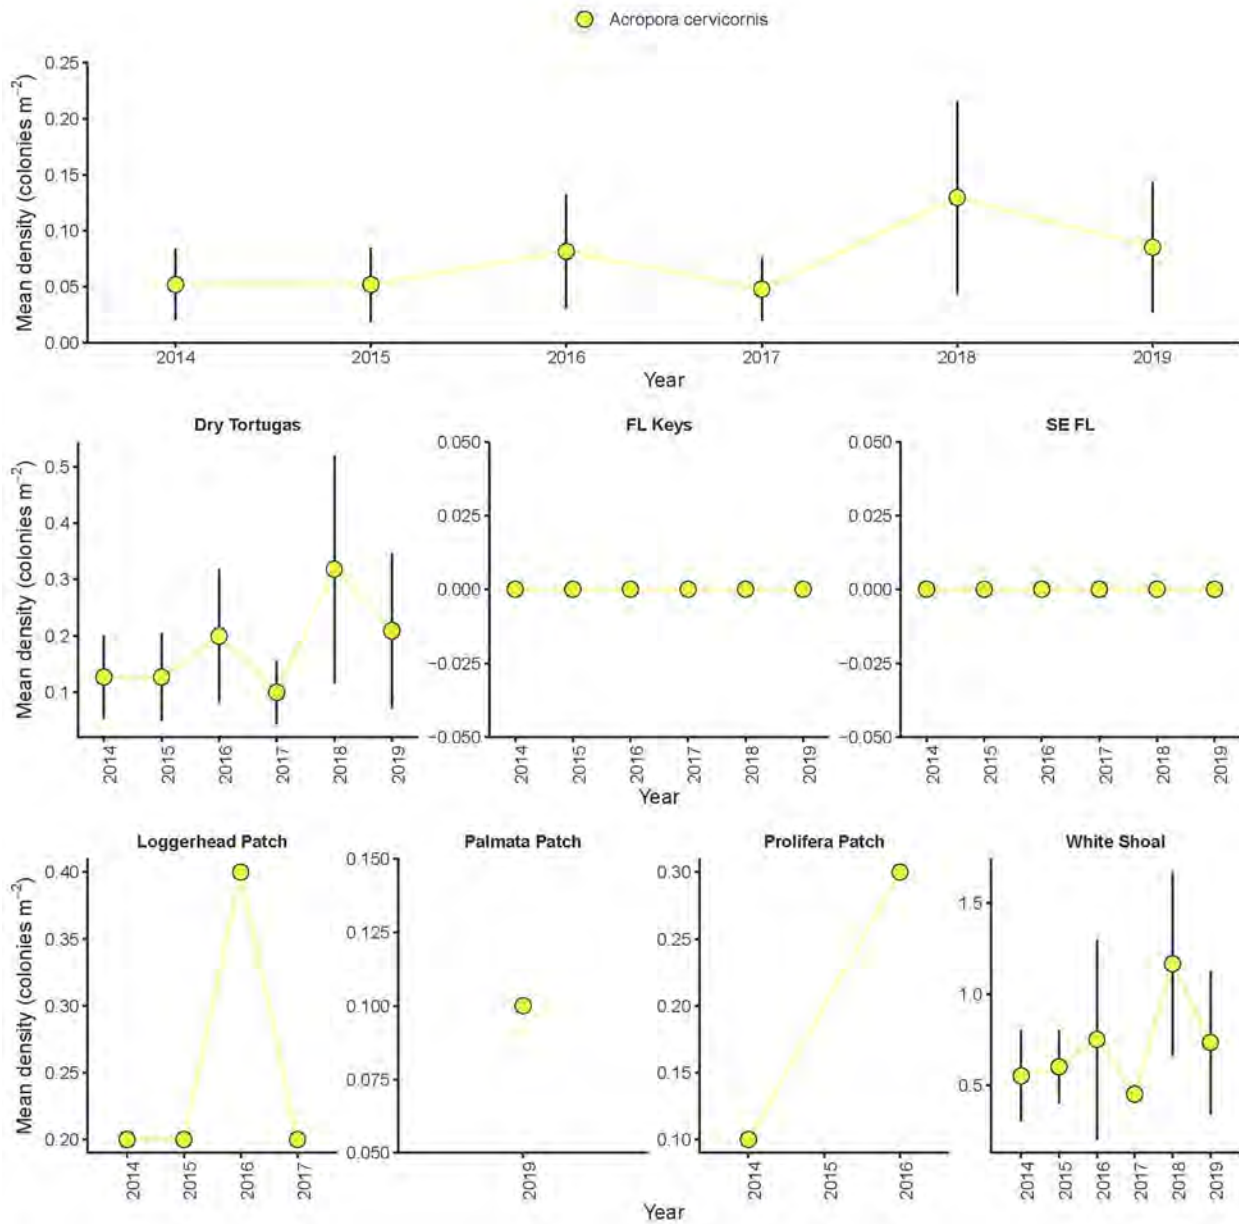 Acropora cervicornis
Mean density (colonies m⁻²)
0.25
0.20
0.15
0.10
0.05
0.00
2014 2015 2016 2017 2018 2019
Year
Dry Tortugas FL Keys SE FL
Mean density (colonies m⁻²)
0.5
0.4
0.3
0.2
0.1
0.050
0.025
0.000
−0.025
−0.050
0.050
0.025
0.000
−0.025
−0.050
2014 2015 2016 2017 2018 2019
2014 2015 2016 2017 2018 2019
2014 2015 2016 2017 2018 2019
Year
Loggerhead Patch Palmata Patch Prolifera Patch White Shoal
Mean density (colonies m⁻²)
0.40
0.35
0.30
0.25
0.20
0.150
0.125
0.100
0.075
0.050
0.30
0.25
0.20
0.15
0.10
1.5
1.0
0.5
2014 2015 2016 2017
2019
2014 2015 2016
2014 2015 2016 2017 2018 2019
Year